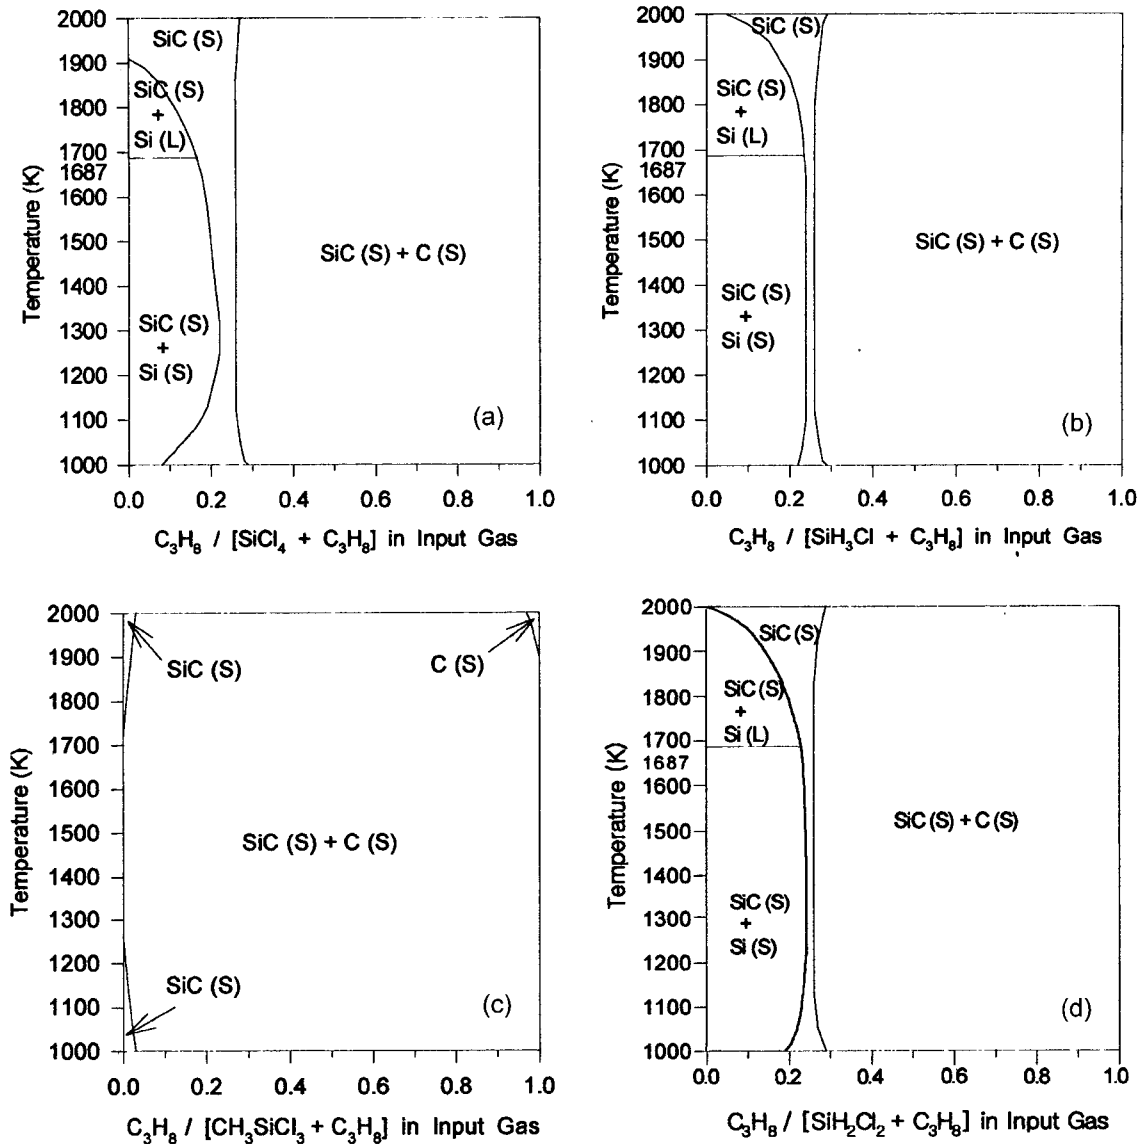 2000
1900
1800
1700
1687
1600
1500
1400
1300
1200
1100
1000
Temperature (K)
SiC (S)
SiC (S)
+
Si (L)
SiC (S)
+
Si (S)
SiC (S) + C (S)
(a)
0.0 0.2 0.4 0.6 0.8 1.0
C₃H₈ / [SiCl₄ + C₃H₈] in Input Gas
2000
1900
1800
1700
1687
1600
1500
1400
1300
1200
1100
1000
Temperature (K)
SiC (S)
SiC (S)
+
Si (L)
SiC (S)
+
Si (S)
SiC (S) + C (S)
(b)
0.0 0.2 0.4 0.6 0.8 1.0
C₃H₈ / [SiH₃Cl + C₃H₈] in Input Gas
2000
1900
1800
1700
1600
1500
1400
1300
1200
1100
1000
Temperature (K)
SiC (S)
C (S)
SiC (S) + C (S)
SiC (S)
(c)
0.0 0.2 0.4 0.6 0.8 1.0
C₃H₈ / [CH₃SiCl₃ + C₃H₈] in Input Gas
2000
1900
1800
1700
1687
1600
1500
1400
1300
1200
1100
1000
Temperature (K)
SiC (S)
SiC (S)
+
Si (L)
SiC (S)
+
Si (S)
SiC (S) + C (S)
(d)
0.0 0.2 0.4 0.6 0.8 1.0
C₃H₈ / [SiH₂Cl₂ + C₃H₈] in Input Gas